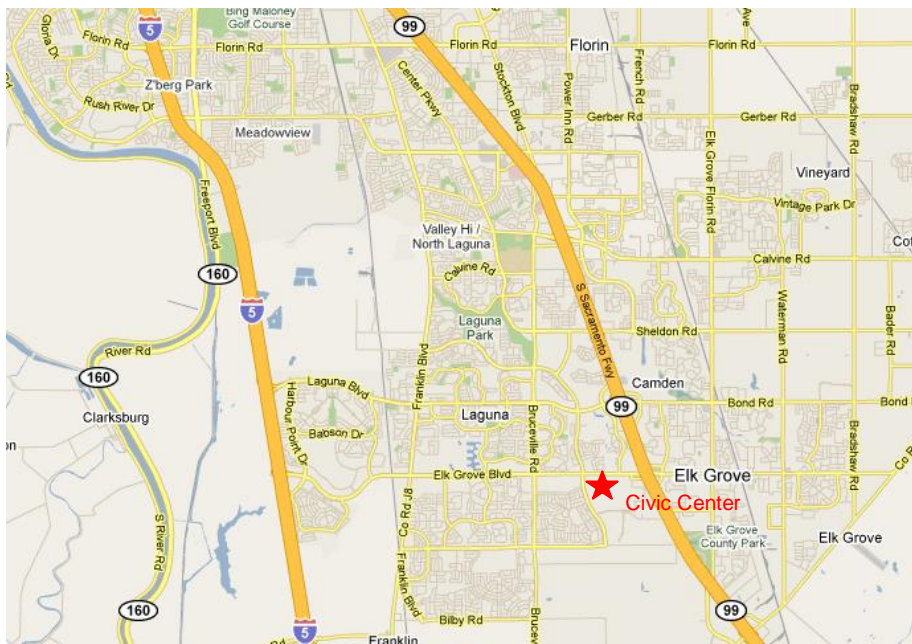 Bing Maloney
Golf Course
Gloria Dr
Florin Rd
5
99
Florin Rd
Florin
Florin Rd
Z'berg Park
Rush River Dr
Meadowview
Center Pkwy
Stockton Blvd
Power Inn Rd
French Rd
Gerber Rd
Gerber Rd
Ave
Bradshaw Rd
Elk Grove Florin Rd
Vineyard
Vintage Park Dr
Freeport Blvd
Valley Hi /
North Laguna
Calvine Rd
Calvine Rd
160
5
S Sacramento Fwy
Waterman Rd
Bader Rd
Laguna
Park
Sheldon Rd
River Rd
Franklin Blvd
160
Laguna Blvd
Camden
99
Bond Rd
Bond
Clarksburg
Harbour Point Dr
Babson Dr
Laguna
Bruceville Rd
Bradshaw Rd
on
Elk Grove Blvd
Elk Grove
Co
Civic Center
S River Rd
Co Rd J8
Elk Grove
County Park
Elk Grove
Franklin Blvd
160
5
Bilby Rd
99
Franklin